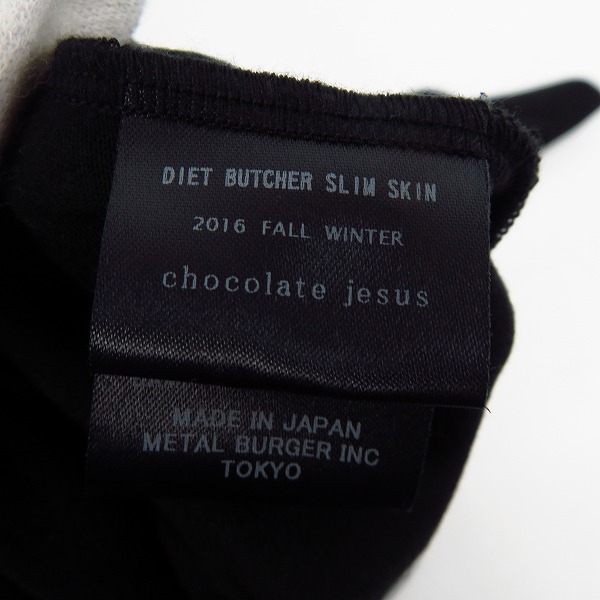 DIET BUTCHER SLIM SKIN
2016 FALL WINTER
chocolate jesus
MADE IN JAPAN
METAL BURGER INC
TOKYO